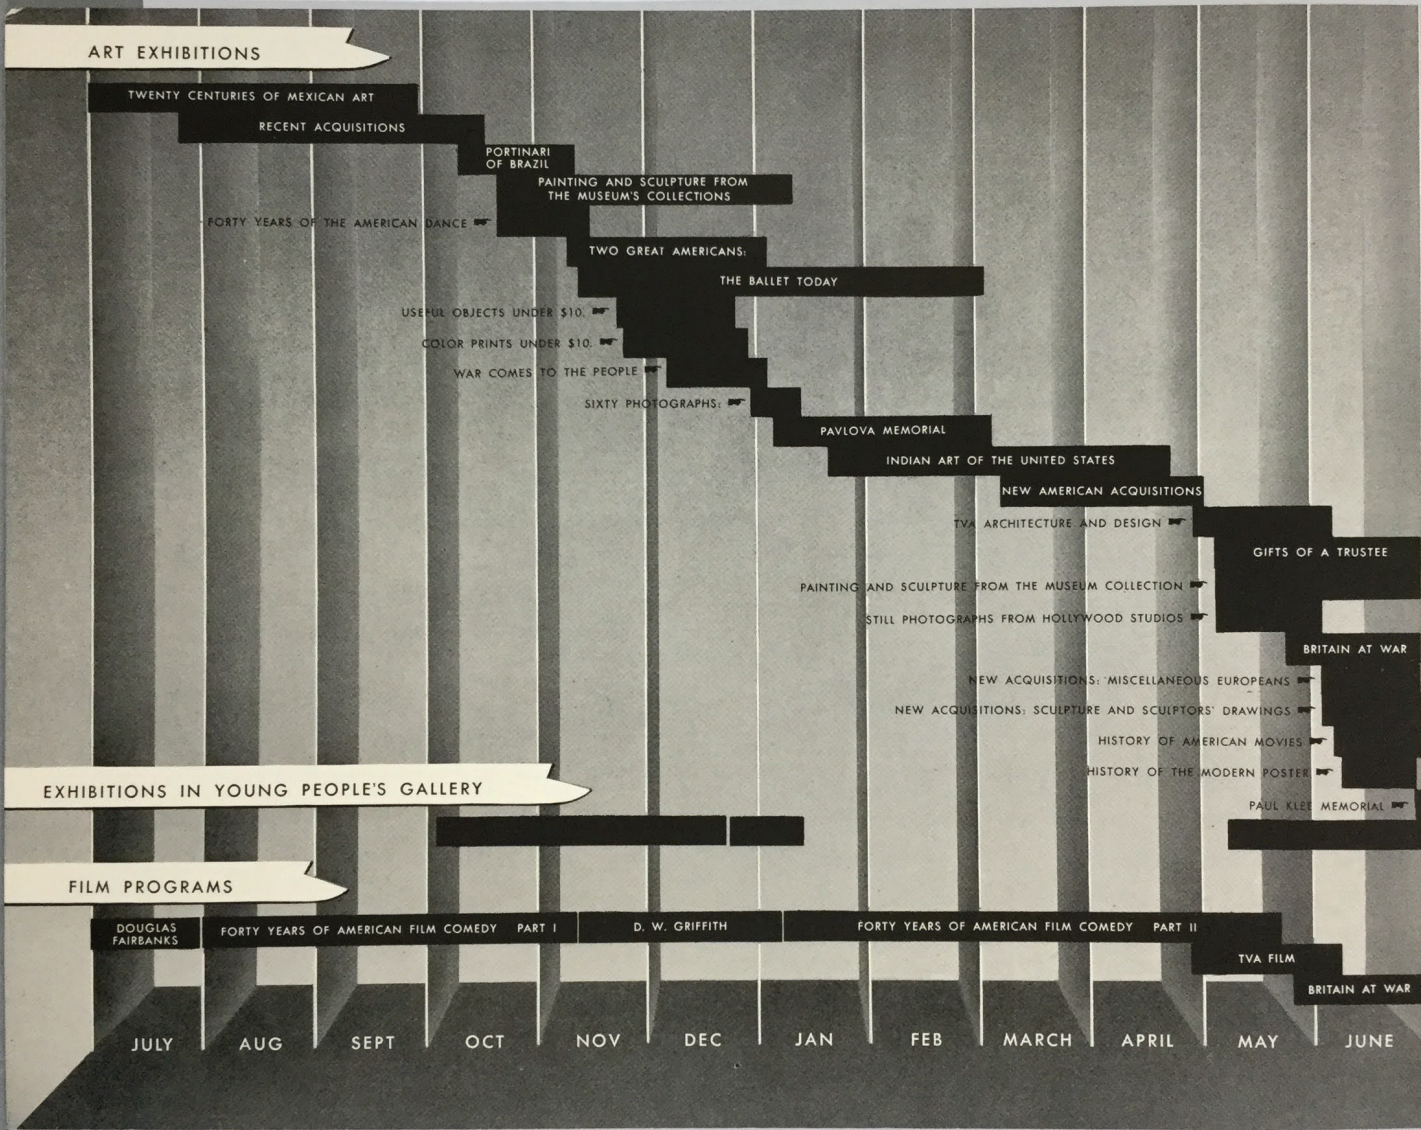 ART EXHIBITIONS
TWENTY CENTURIES OF MEXICAN ART
RECENT ACQUISITIONS
PORTINARI
OF BRAZIL
PAINTING AND SCULPTURE FROM
THE MUSEUM'S COLLECTIONS
FORTY YEARS OF THE AMERICAN DANCE
TWO GREAT AMERICANS:
THE BALLET TODAY
USEFUL OBJECTS UNDER $10.
COLOR PRINTS UNDER $10.
WAR COMES TO THE PEOPLE
SIXTY PHOTOGRAPHS:
PAVLOVA MEMORIAL
INDIAN ART OF THE UNITED STATES
NEW AMERICAN ACQUISITIONS
TVA ARCHITECTURE AND DESIGN
GIFTS OF A TRUSTEE
PAINTING AND SCULPTURE FROM THE MUSEUM COLLECTION
STILL PHOTOGRAPHS FROM HOLLYWOOD STUDIOS
BRITAIN AT WAR
NEW ACQUISITIONS: MISCELLANEOUS EUROPEANS
NEW ACQUISITIONS: SCULPTURE AND SCULPTORS' DRAWINGS
HISTORY OF AMERICAN MOVIES
HISTORY OF THE MODERN POSTER
PAUL KLEE MEMORIAL
EXHIBITIONS IN YOUNG PEOPLE'S GALLERY
FILM PROGRAMS
DOUGLAS
FAIRBANKS
FORTY YEARS OF AMERICAN FILM COMEDY PART I
D. W. GRIFFITH
FORTY YEARS OF AMERICAN FILM COMEDY PART II
TVA FILM
BRITAIN AT WAR
JULY AUG SEPT OCT NOV DEC JAN FEB MARCH APRIL MAY JUNE